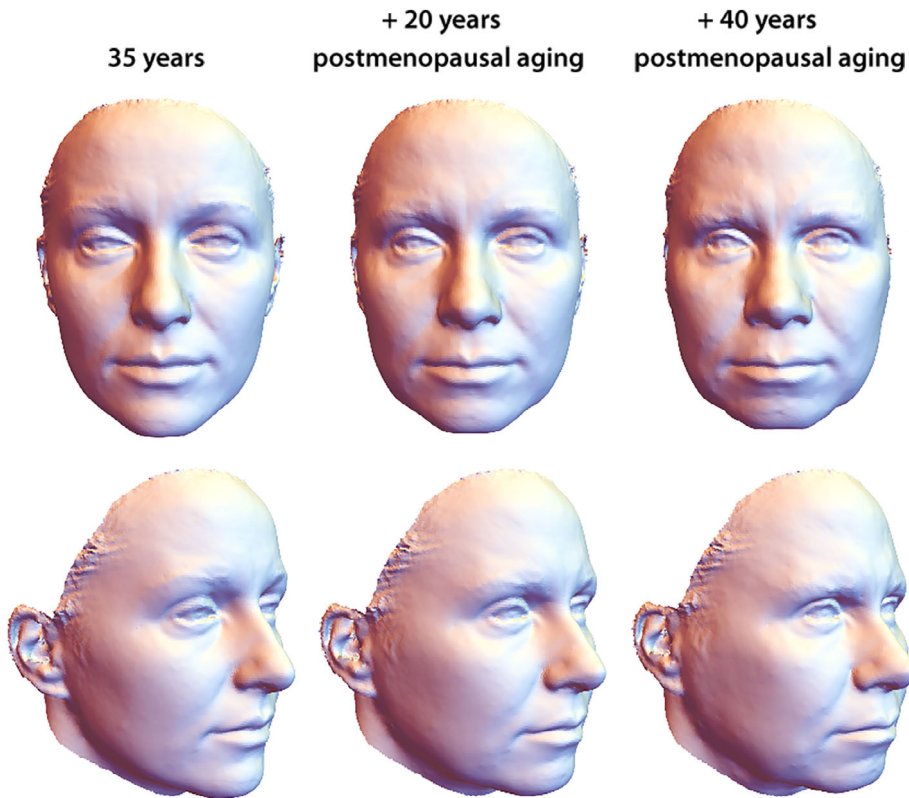 35 years
+ 20 years
postmenopausal aging
+ 40 years
postmenopausal aging